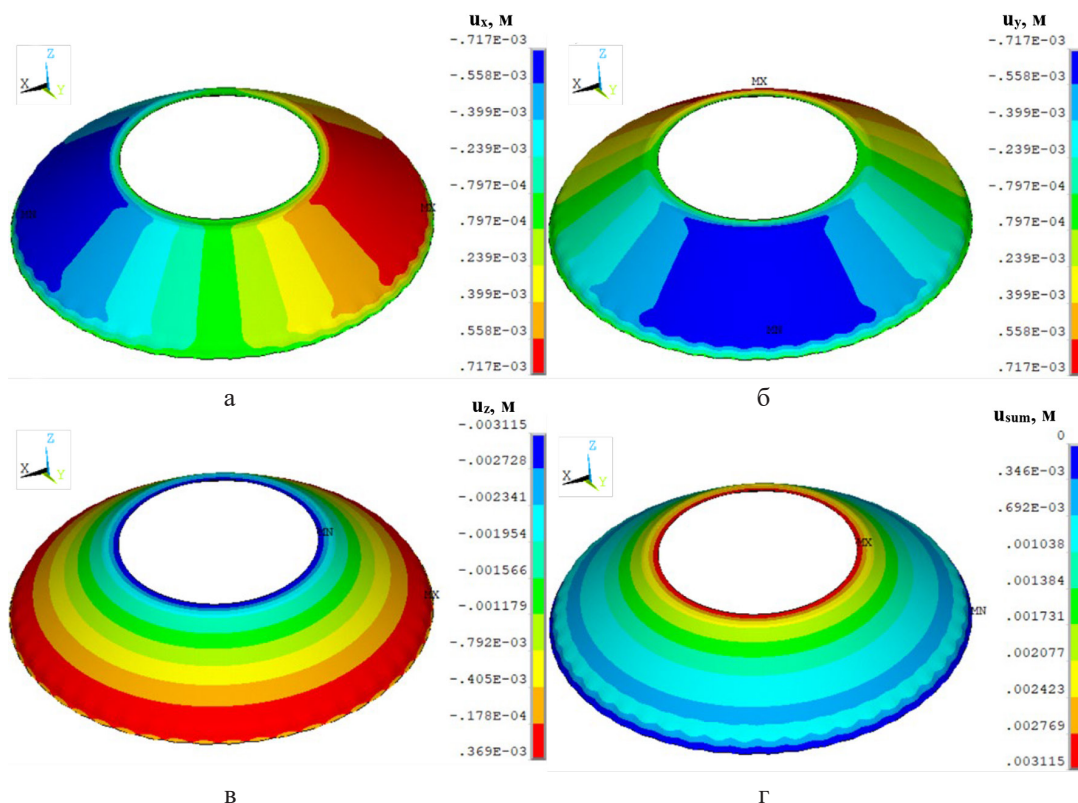 uₓ, м
-.717E-03
-.558E-03
-.399E-03
-.239E-03
-.797E-04
.797E-04
.239E-03
.399E-03
.558E-03
.717E-03
Z
X
Y
MN
MX
а
uᵧ, м
-.717E-03
-.558E-03
-.399E-03
-.239E-03
-.797E-04
.797E-04
.239E-03
.399E-03
.558E-03
.717E-03
Z
X
Y
MX
MN
б
u_z, м
-.003115
-.002728
-.002341
-.001954
-.001566
-.001179
-.792E-03
-.405E-03
-.178E-04
.369E-03
Z
X
Y
MN
MX
в
u_sum, м
0
.346E-03
.692E-03
.001038
.001384
.001731
.002077
.002423
.002769
.003115
Z
X
Y
MX
MN
г